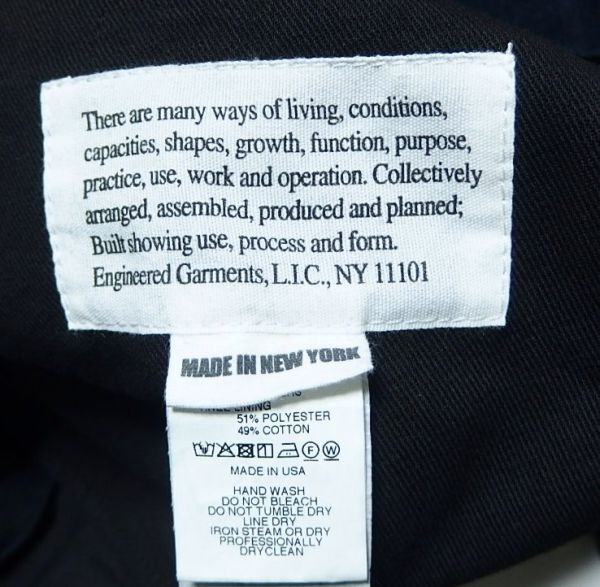 There are many ways of living, conditions,
capacities, shapes, growth, function, purpose,
practice, use, work and operation. Collectively
arranged, assembled, produced and planned;
Built showing use, process and form.
Engineered Garments, L.I.C., NY 11101
MADE IN NEW YORK
LINING
51% POLYESTER
49% COTTON
F W
MADE IN USA
HAND WASH
DO NOT BLEACH
DO NOT TUMBLE DRY
LINE DRY
IRON STEAM OR DRY
PROFESSIONALLY
DRYCLEAN